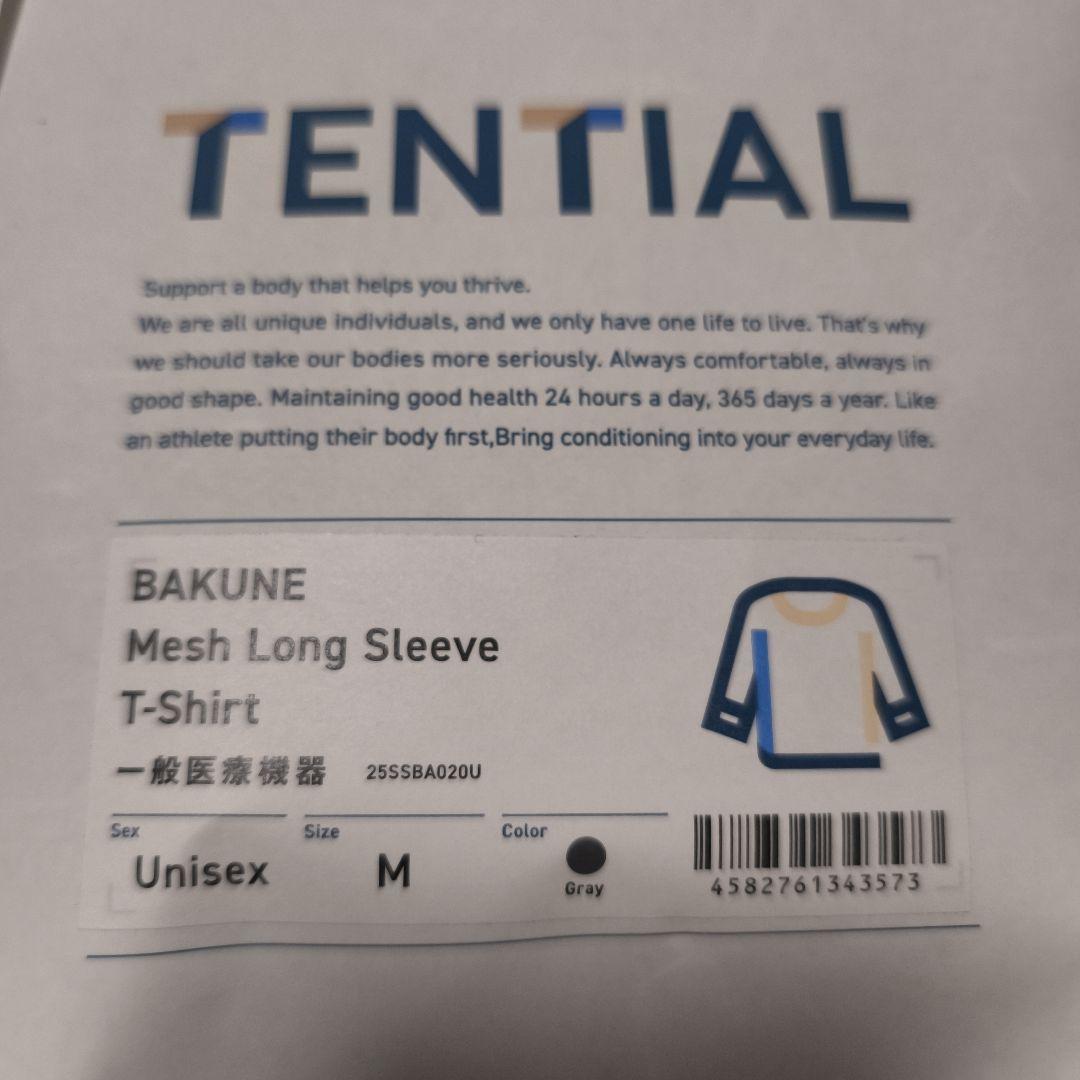 TENTIAL
Support a body that helps you thrive.
We are all unique individuals, and we only have one life to live. That's why
we should take our bodies more seriously. Always comfortable, always in
good shape. Maintaining good health 24 hours a day, 365 days a year. Like
an athlete putting their body first,Bring conditioning into your everyday life.
BAKUNE
Mesh Long Sleeve
T-Shirt
一般医療機器 25SSBA020U
Sex Size Color
Unisex M Gray
4582761343573